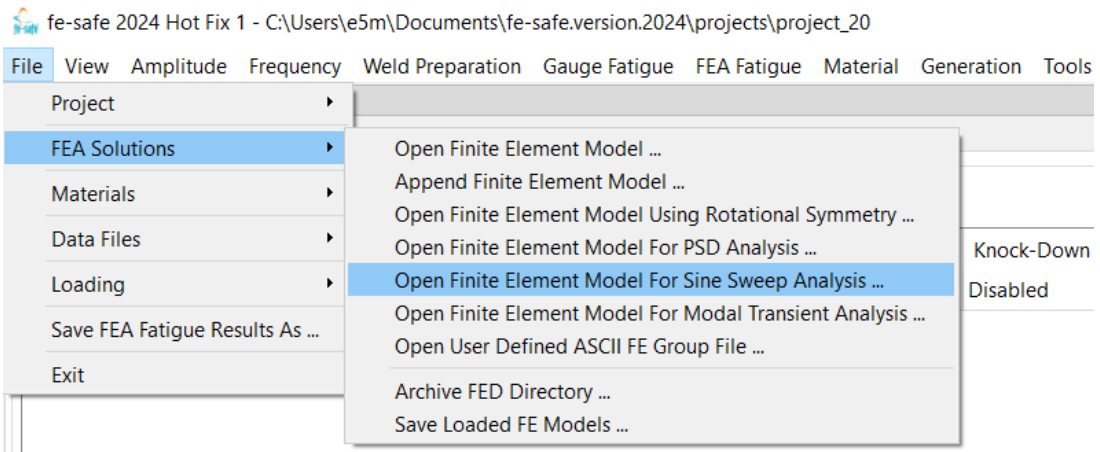 fe-safe 2024 Hot Fix 1 - C:\Users\e5m\Documents\fe-safe.version.2024\projects\project_20
File View Amplitude Frequency Weld Preparation Gauge Fatigue FEA Fatigue Material Generation Tools
Project
FEA Solutions
Materials
Data Files
Loading
Save FEA Fatigue Results As ...
Exit
Open Finite Element Model ...
Append Finite Element Model ...
Open Finite Element Model Using Rotational Symmetry ...
Open Finite Element Model For PSD Analysis ...
Open Finite Element Model For Sine Sweep Analysis ...
Open Finite Element Model For Modal Transient Analysis ...
Open User Defined ASCII FE Group File ...
Archive FED Directory ...
Save Loaded FE Models ...
Knock-Down
Disabled